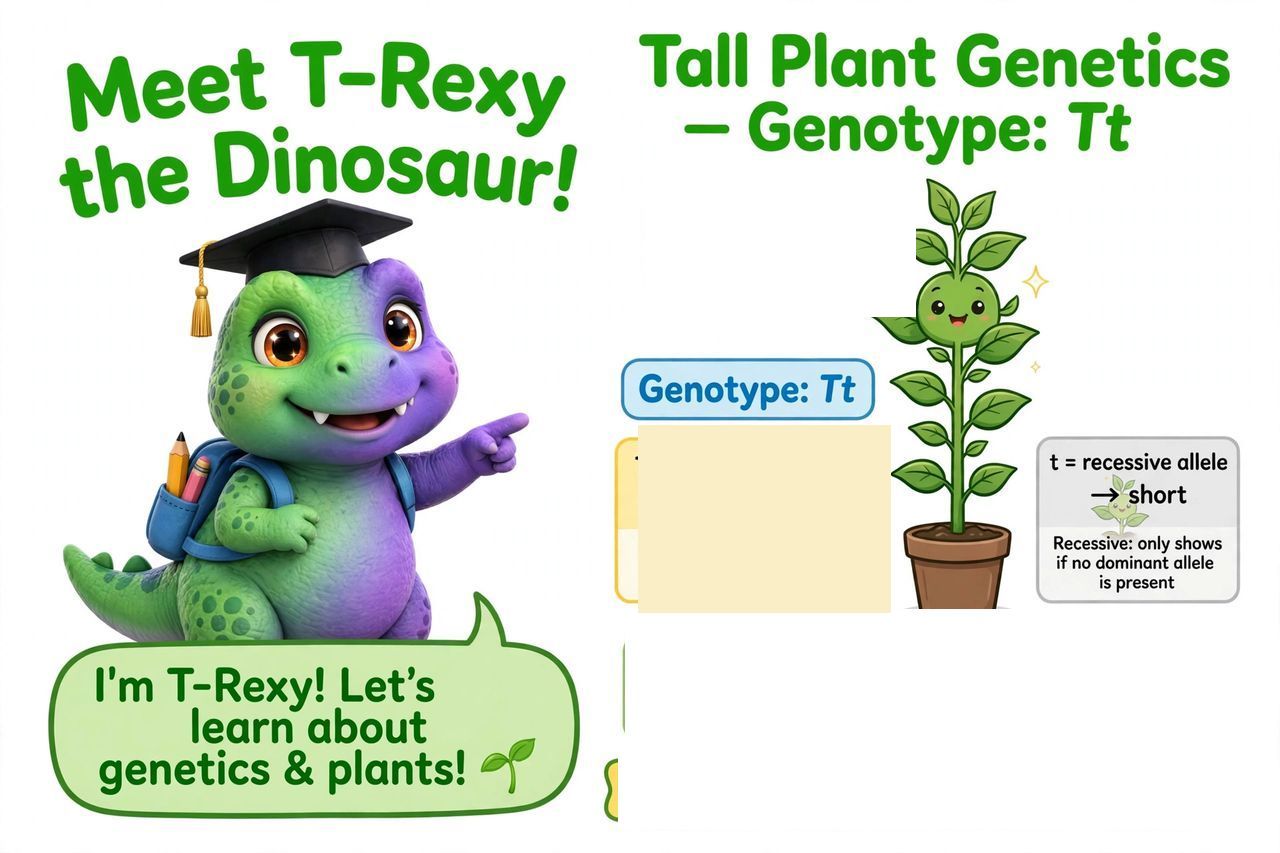 Meet T-Rexy
the Dinosaur!
I'm T-Rexy! Let’s
learn about
genetics & plants!
Tall Plant Genetics
— Genotype: Tt
Genotype: Tt
t = recessive allele
→ short
Recessive: only shows
if no dominant allele
is present